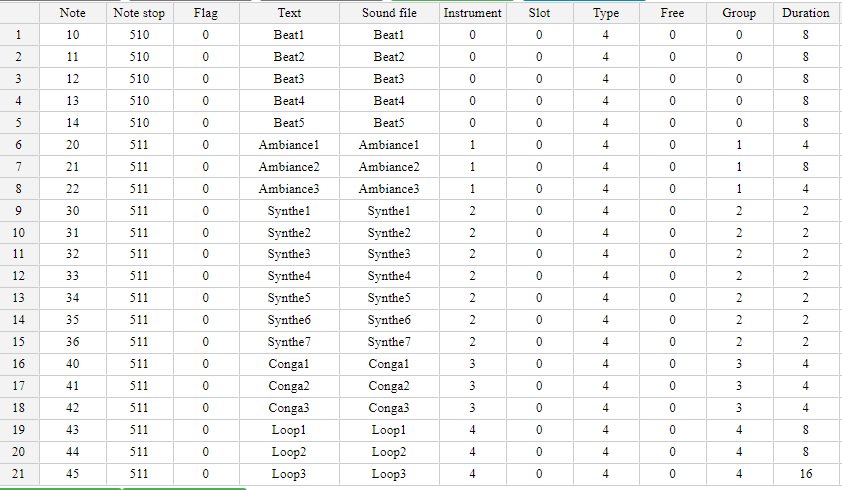 Note Note stop Flag Text Sound file Instrument Slot Type Free Group Duration
1 10 510 0 Beat1 Beat1 0 0 4 0 0 8
2 11 510 0 Beat2 Beat2 0 0 4 0 0 8
3 12 510 0 Beat3 Beat3 0 0 4 0 0 8
4 13 510 0 Beat4 Beat4 0 0 4 0 0 8
5 14 510 0 Beat5 Beat5 0 0 4 0 0 8
6 20 511 0 Ambiance1 Ambiance1 1 0 4 0 1 4
7 21 511 0 Ambiance2 Ambiance2 1 0 4 0 1 8
8 22 511 0 Ambiance3 Ambiance3 1 0 4 0 1 4
9 30 511 0 Synthe1 Synthe1 2 0 4 0 2 2
10 31 511 0 Synthe2 Synthe2 2 0 4 0 2 2
11 32 511 0 Synthe3 Synthe3 2 0 4 0 2 2
12 33 511 0 Synthe4 Synthe4 2 0 4 0 2 2
13 34 511 0 Synthe5 Synthe5 2 0 4 0 2 2
14 35 511 0 Synthe6 Synthe6 2 0 4 0 2 2
15 36 511 0 Synthe7 Synthe7 2 0 4 0 2 2
16 40 511 0 Conga1 Conga1 3 0 4 0 3 4
17 41 511 0 Conga2 Conga2 3 0 4 0 3 4
18 42 511 0 Conga3 Conga3 3 0 4 0 3 4
19 43 511 0 Loop1 Loop1 4 0 4 0 4 8
20 44 511 0 Loop2 Loop2 4 0 4 0 4 8
21 45 511 0 Loop3 Loop3 4 0 4 0 4 16